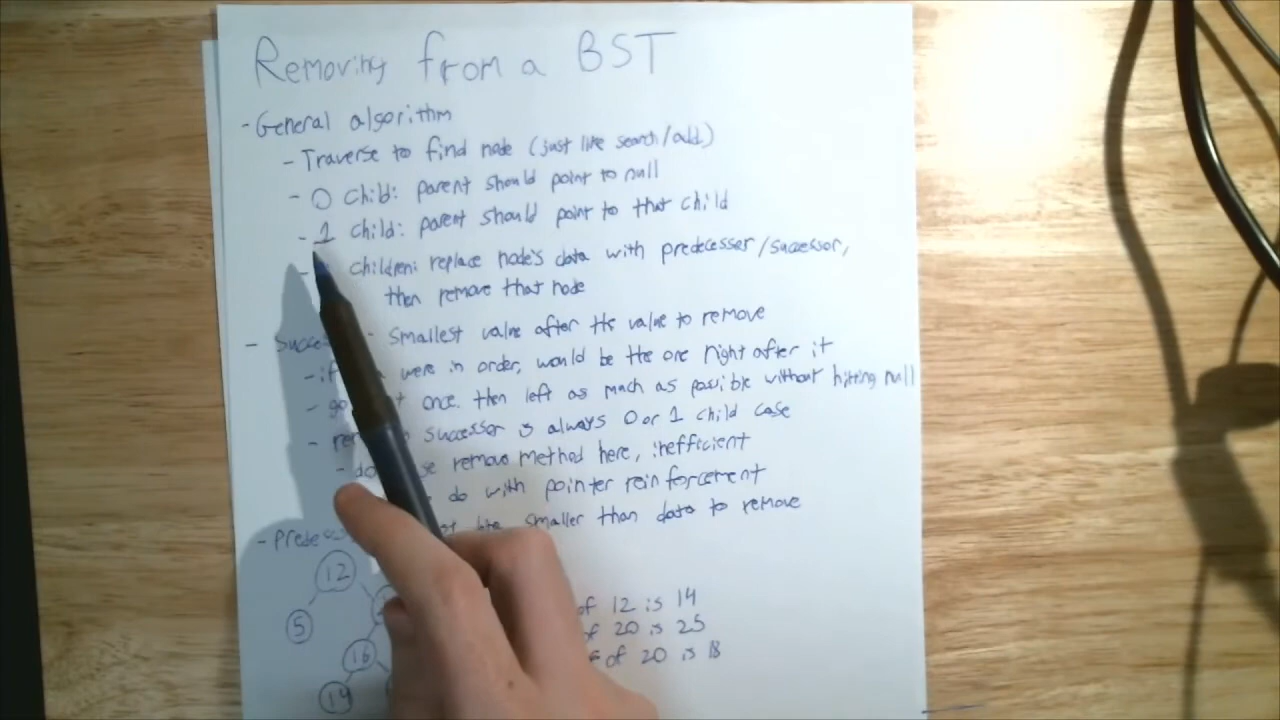 Removing from a BST
- General algorithm
- Traverse to find node (just like search/add)
- 0 child: parent should point to null
- 1 child: parent should point to that child
- children: replace node's data with predecesser/successor,
then remove that node
- smallest value after the value to remove
- if were in order, would be the one right after it
- once. then left as much as possible without hitting null
- successor is always 0 or 1 child case
- remove method here, inefficient
do with pointer reinforcement
- smaller than data to remove
12
5
of 12 is 14
of 20 is 25
16
of 20 is 18
14